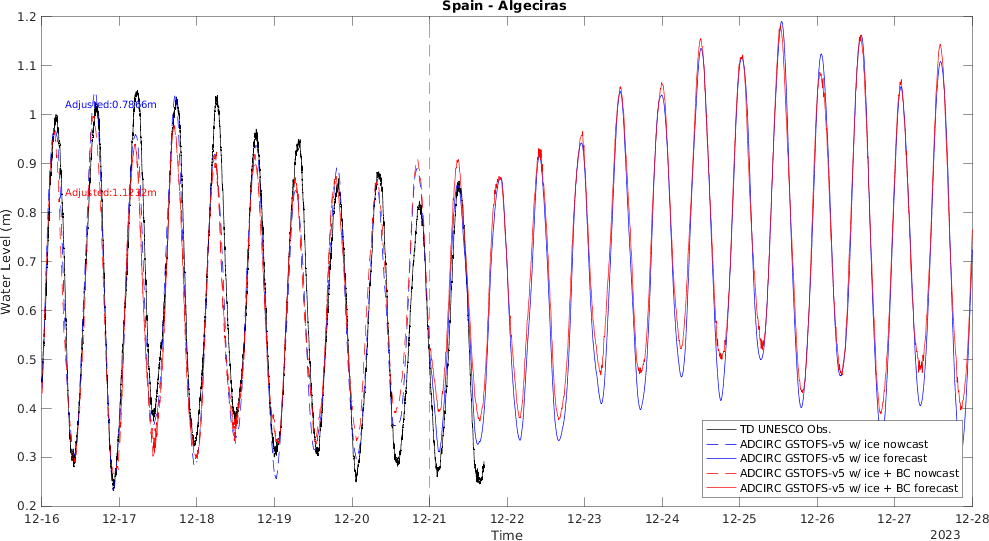 Spain - Algeciras
1.2
1.1
1
0.9
0.8
0.7
0.6
0.5
0.4
0.3
0.2
Water Level (m)
Adjusted:0.7866m
Adjusted:1.1232m
TD UNESCO Obs.
ADCIRC GSTOFS-v5 w/ ice nowcast
ADCIRC GSTOFS-v5 w/ ice forecast
ADCIRC GSTOFS-v5 w/ ice + BC nowcast
ADCIRC GSTOFS-v5 w/ ice + BC forecast
12-16 12-17 12-18 12-19 12-20 12-21 12-22 12-23 12-24 12-25 12-26 12-27 12-28
Time
2023